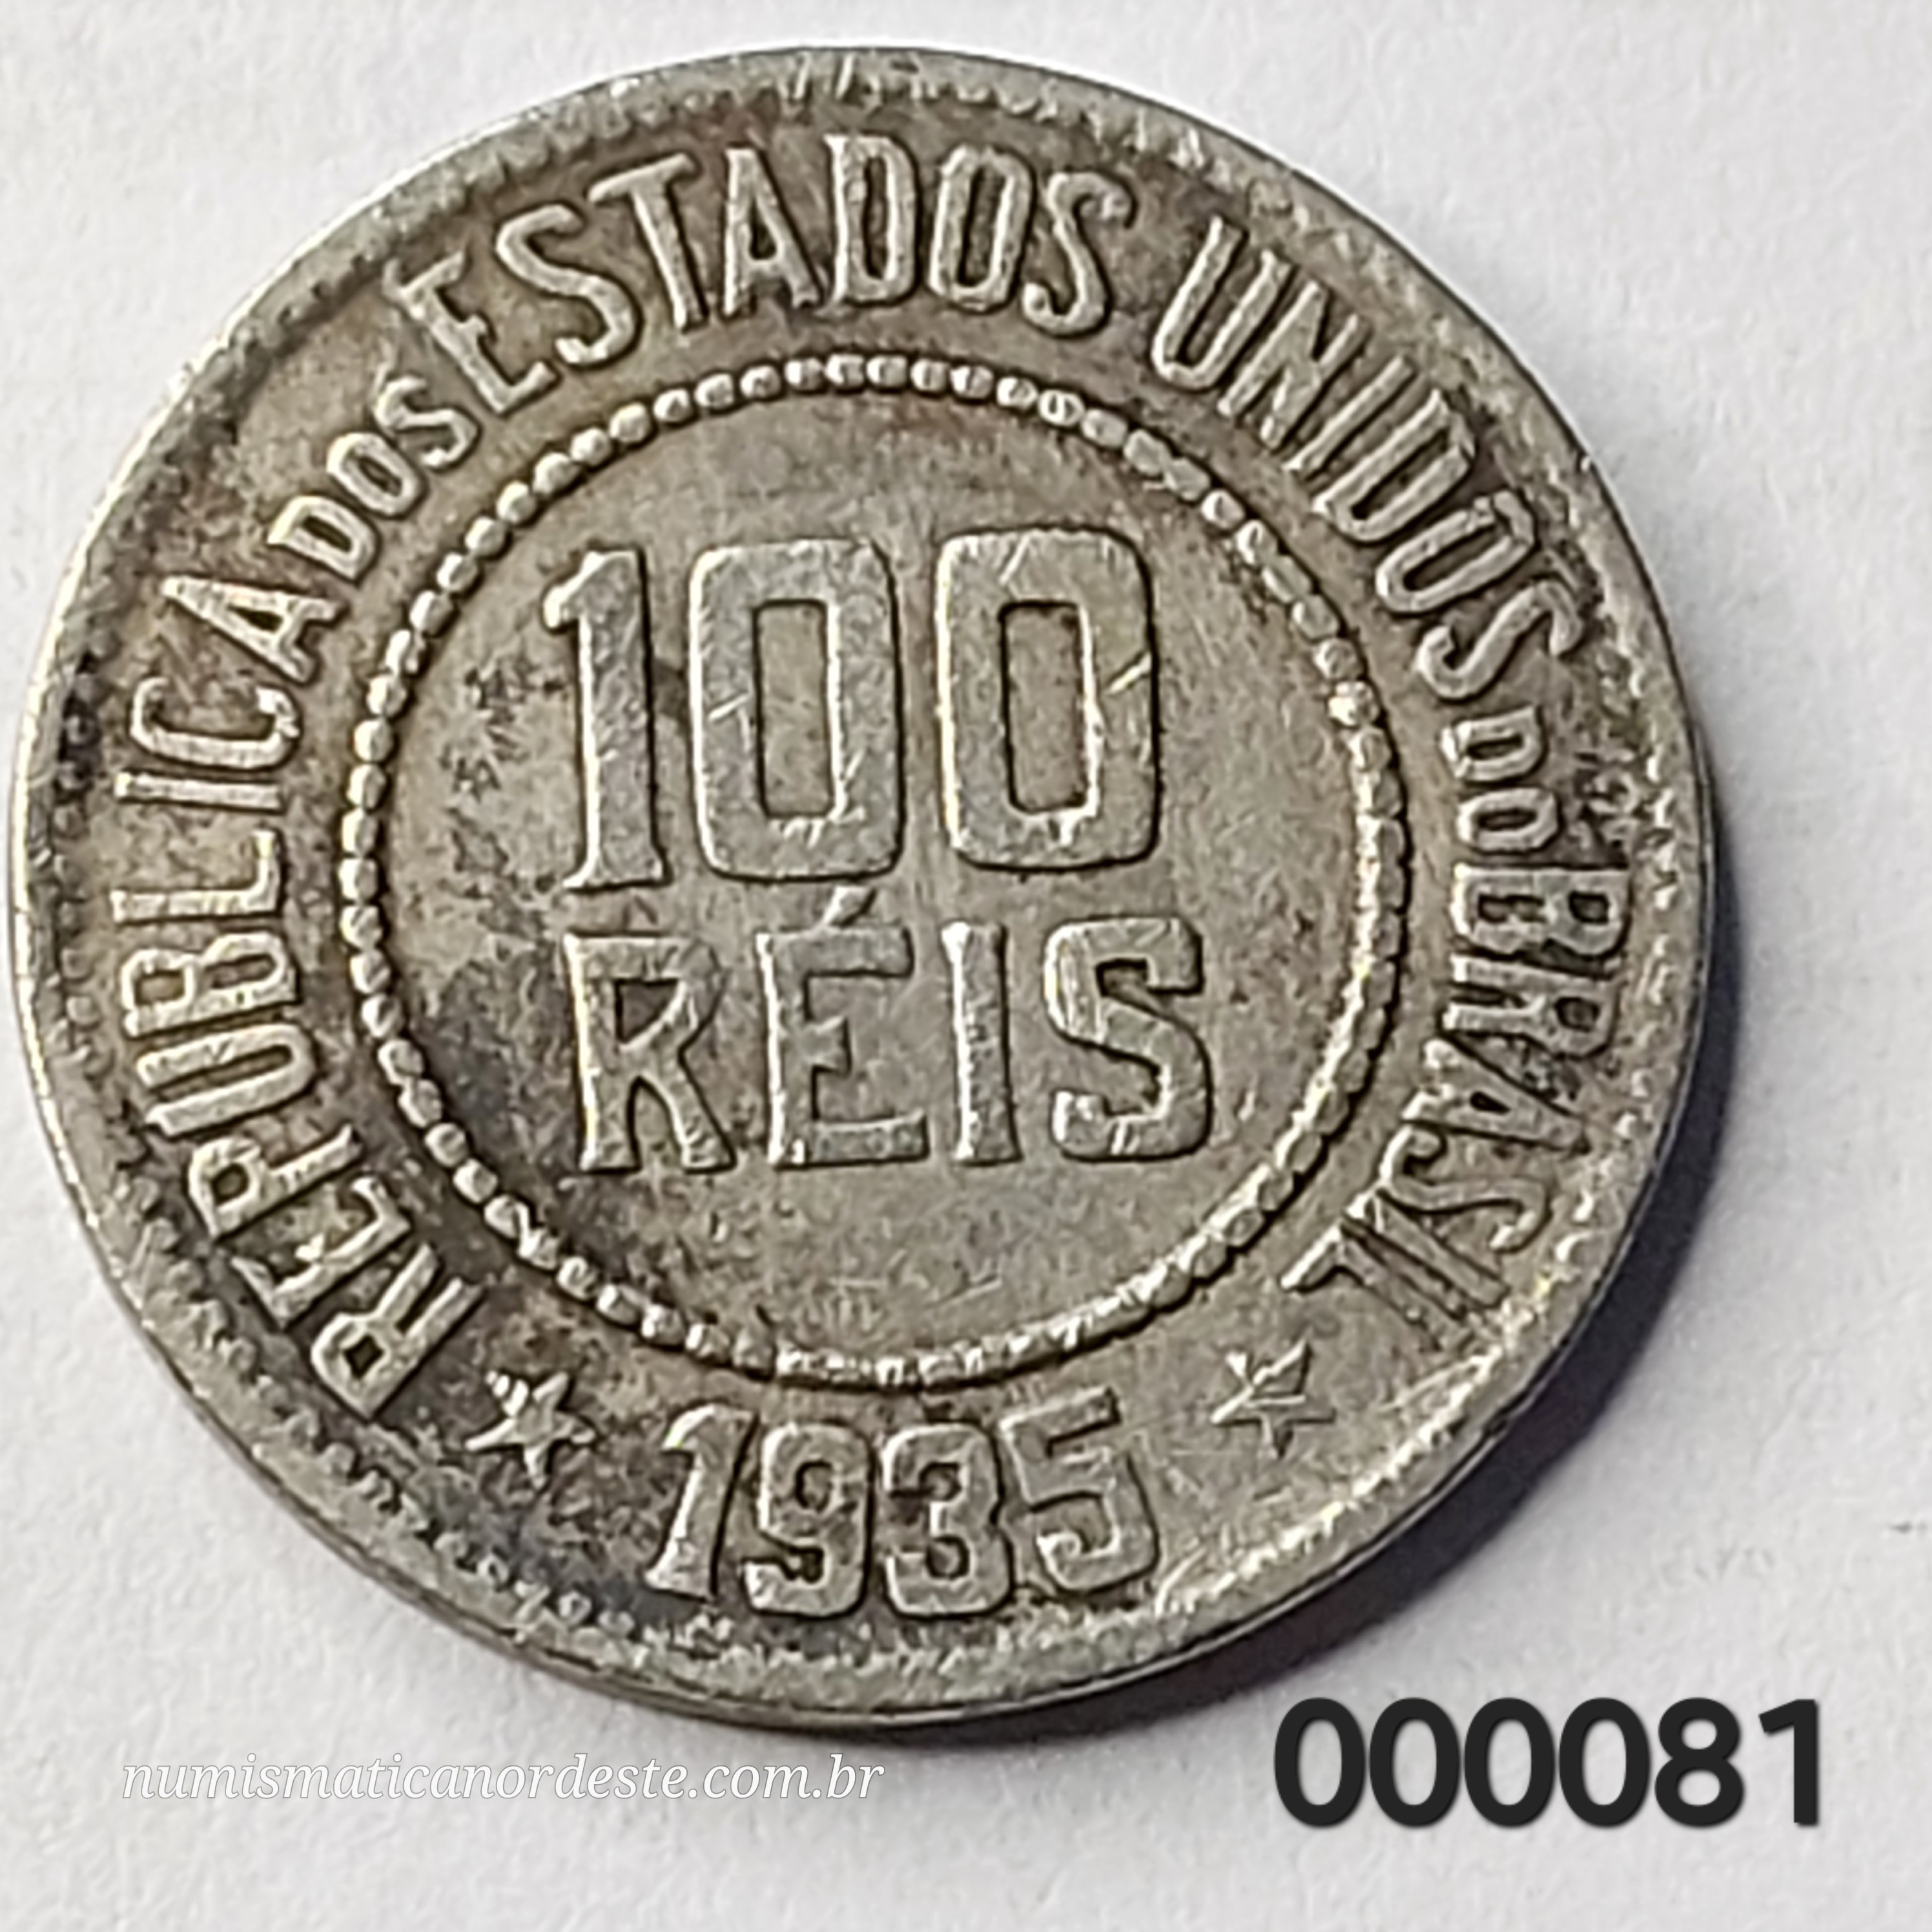 REPUBLICA DOS ESTADOS UNIDOS DO BRASIL
100
RÉIS
1935
numismaticanordeste.com.br
000081